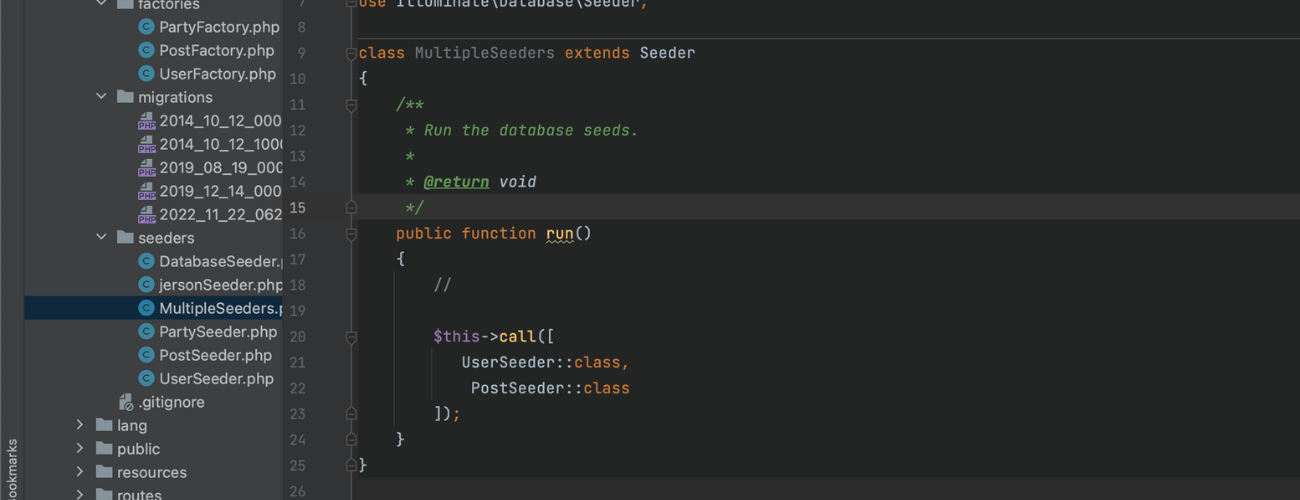 factories
PartyFactory.php
PostFactory.php
UserFactory.php
migrations
2014_10_12_000
2014_10_12_1000
2019_08_19_000
2019_12_14_000
2022_11_22_062
seeders
DatabaseSeeder.p
jersonSeeder.php
MultipleSeeders.p
PartySeeder.php
PostSeeder.php
UserSeeder.php
.gitignore
lang
public
resources
routes
Bookmarks
7 use Illuminate\Database\Seeder;
8
9 class MultipleSeeders extends Seeder
10 {
11 /**
12 * Run the database seeds.
13 *
14 * @return void
15 */
16 public function run()
17 {
18 //
19
20 $this->call([
21 UserSeeder::class,
22 PostSeeder::class
23 ]);
24 }
25 }
26